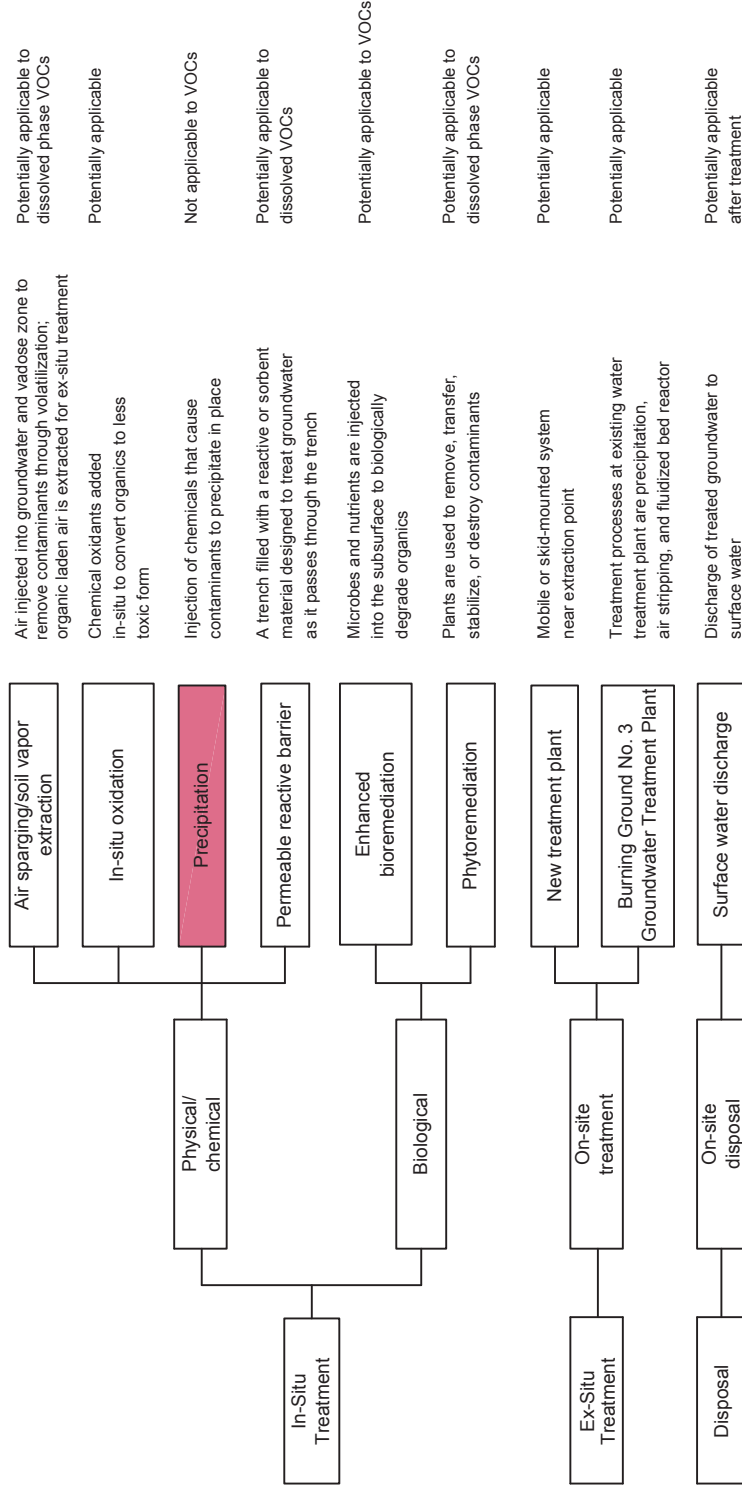 In-Situ
Treatment
Physical/
chemical
Air sparging/soil vapor
extraction
Air injected into groundwater and vadose zone to
remove contaminants through volatilization;
organic laden air is extracted for ex-situ treatment
Potentially applicable to
dissolved phase VOCs
In-situ oxidation
Chemical oxidants added
in-situ to convert organics to less
toxic form
Potentially applicable
Precipitation
Injection of chemicals that cause
contaminants to precipitate in place
Not applicable to VOCs
Permeable reactive barrier
A trench filled with a reactive or sorbent
material designed to treat groundwater
as it passes through the trench
Potentially applicable to
dissolved VOCs
Biological
Enhanced
bioremediation
Microbes and nutrients are injected
into the subsurface to biologically
degrade organics
Potentially applicable to VOCs
Phytoremediation
Plants are used to remove, transfer,
stabilize, or destroy contaminants
Potentially applicable to
dissolved phase VOCs
Ex-Situ
Treatment
On-site
treatment
New treatment plant
Mobile or skid-mounted system
near extraction point
Potentially applicable
Burning Ground No. 3
Groundwater Treatment Plant
Treatment processes at existing water
treatment plant are precipitation,
air stripping, and fluidized bed reactor
Potentially applicable
Disposal
On-site
disposal
Surface water discharge
Discharge of treated groundwater to
surface water
Potentially applicable
after treatment